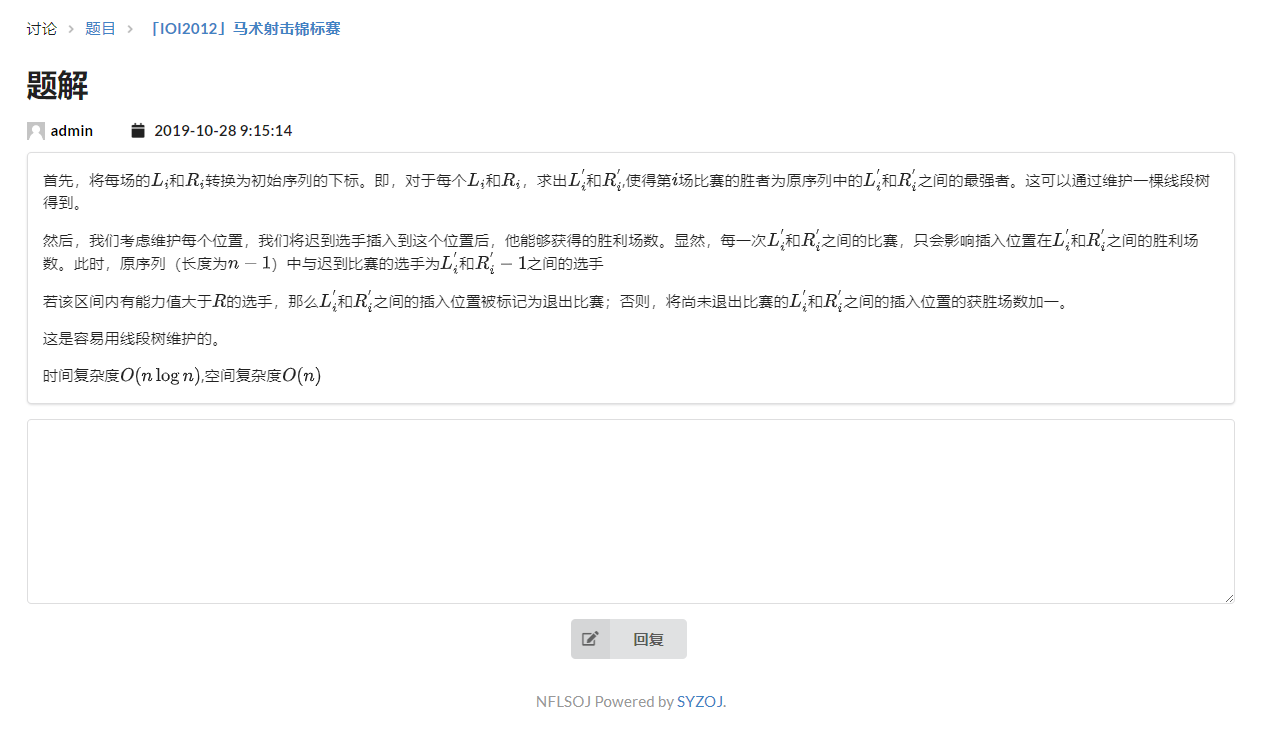 讨论 > 题目 > 「IOI2012」马术射击锦标赛
题解
admin 2019-10-28 9:15:14
首先，将每场的$L_i$和$R_i$转换为初始序列的下标。即，对于每个$L_i$和$R_i$，求出$L_i^{'}$和$R_i^{'}$,使得第$i$场比赛的胜者为原序列中的$L_i^{'}$和$R_i^{'}$之间的最强者。这可以通过维护一棵线段树
得到。
然后，我们考虑维护每个位置，我们将迟到选手插入到这个位置后，他能够获得的胜利场数。显然，每一次$L_i^{'}$和$R_i^{'}$之间的比赛，只会影响插入位置在$L_i^{'}$和$R_i^{'}$之间的胜利场
数。此时，原序列（长度为$n-1$）中与迟到比赛的选手为$L_i^{'}$和$R_i^{'}-1$之间的选手
若该区间内有能力值大于$R$的选手，那么$L_i^{'}$和$R_i^{'}$之间的插入位置被标记为退出比赛；否则，将尚未退出比赛的$L_i^{'}$和$R_i^{'}$之间的插入位置的获胜场数加一。
这是容易用线段树维护的。
时间复杂度$O(n\log n)$,空间复杂度$O(n)$
回复
NFLSOJ Powered by SYZOJ.